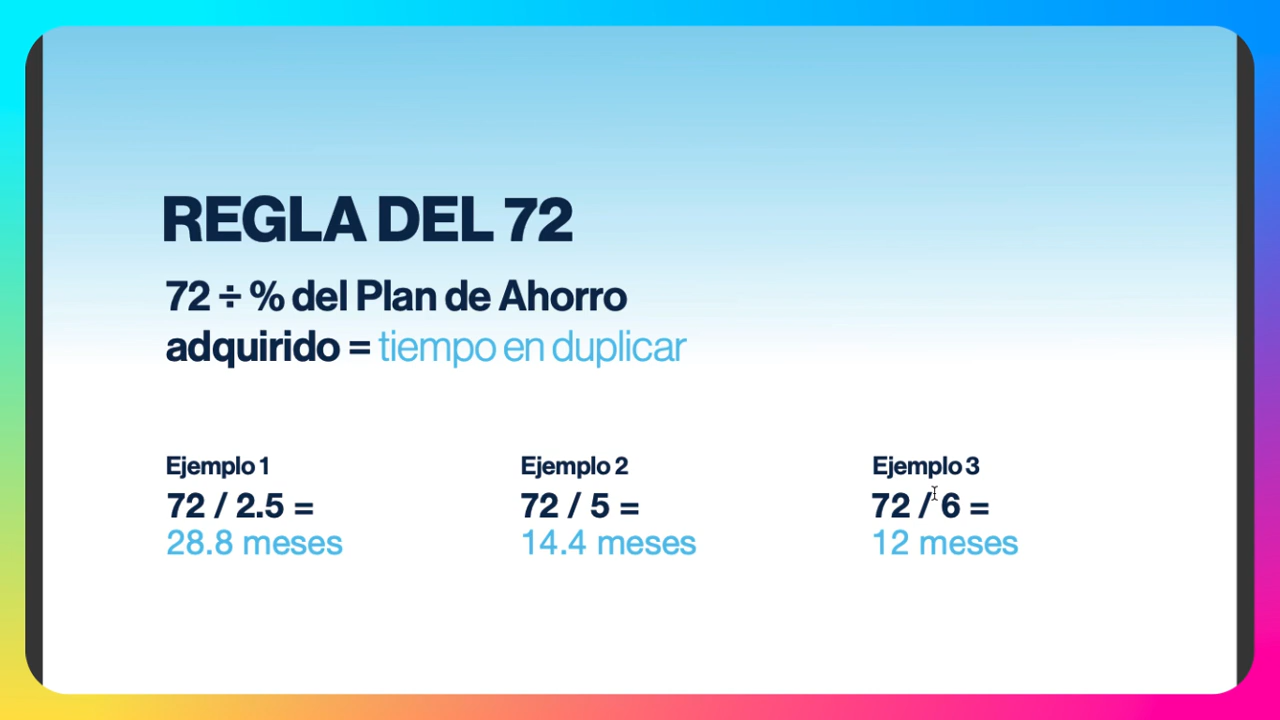 REGLA DEL 72
72 ÷ % del Plan de Ahorro
adquirido = tiempo en duplicar
Ejemplo 1
72 / 2.5 =
28.8 meses
Ejemplo 2
72 / 5 =
14.4 meses
Ejemplo 3
72 / 6 =
12 meses